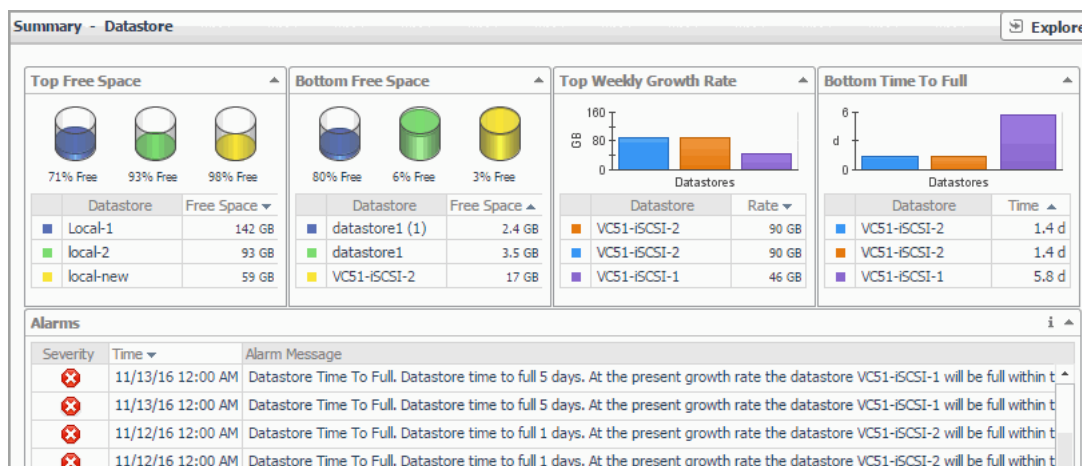 Summary - Datastore
Explore
Top Free Space
71% Free 93% Free 98% Free
Datastore Free Space
Local-1 142 GB
local-2 93 GB
local-new 59 GB
Bottom Free Space
80% Free 6% Free 3% Free
Datastore Free Space
datastore1 (1) 2.4 GB
datastore1 3.5 GB
VC51-iSCSI-2 17 GB
Top Weekly Growth Rate
160
80
0
GB
Datastores
Datastore Rate
VC51-iSCSI-2 90 GB
VC51-iSCSI-2 90 GB
VC51-iSCSI-1 46 GB
Bottom Time To Full
6
d
0
Datastores
Datastore Time
VC51-iSCSI-2 1.4 d
VC51-iSCSI-2 1.4 d
VC51-iSCSI-1 5.8 d
Alarms i
Severity Time Alarm Message
11/13/16 12:00 AM Datastore Time To Full. Datastore time to full 5 days. At the present growth rate the datastore VC51-iSCSI-1 will be full within t
11/13/16 12:00 AM Datastore Time To Full. Datastore time to full 5 days. At the present growth rate the datastore VC51-iSCSI-1 will be full within t
11/12/16 12:00 AM Datastore Time To Full. Datastore time to full 1 days. At the present growth rate the datastore VC51-iSCSI-2 will be full within t
11/12/16 12:00 AM Datastore Time To Full. Datastore time to full 1 days. At the present growth rate the datastore VC51-iSCSI-2 will be full within t